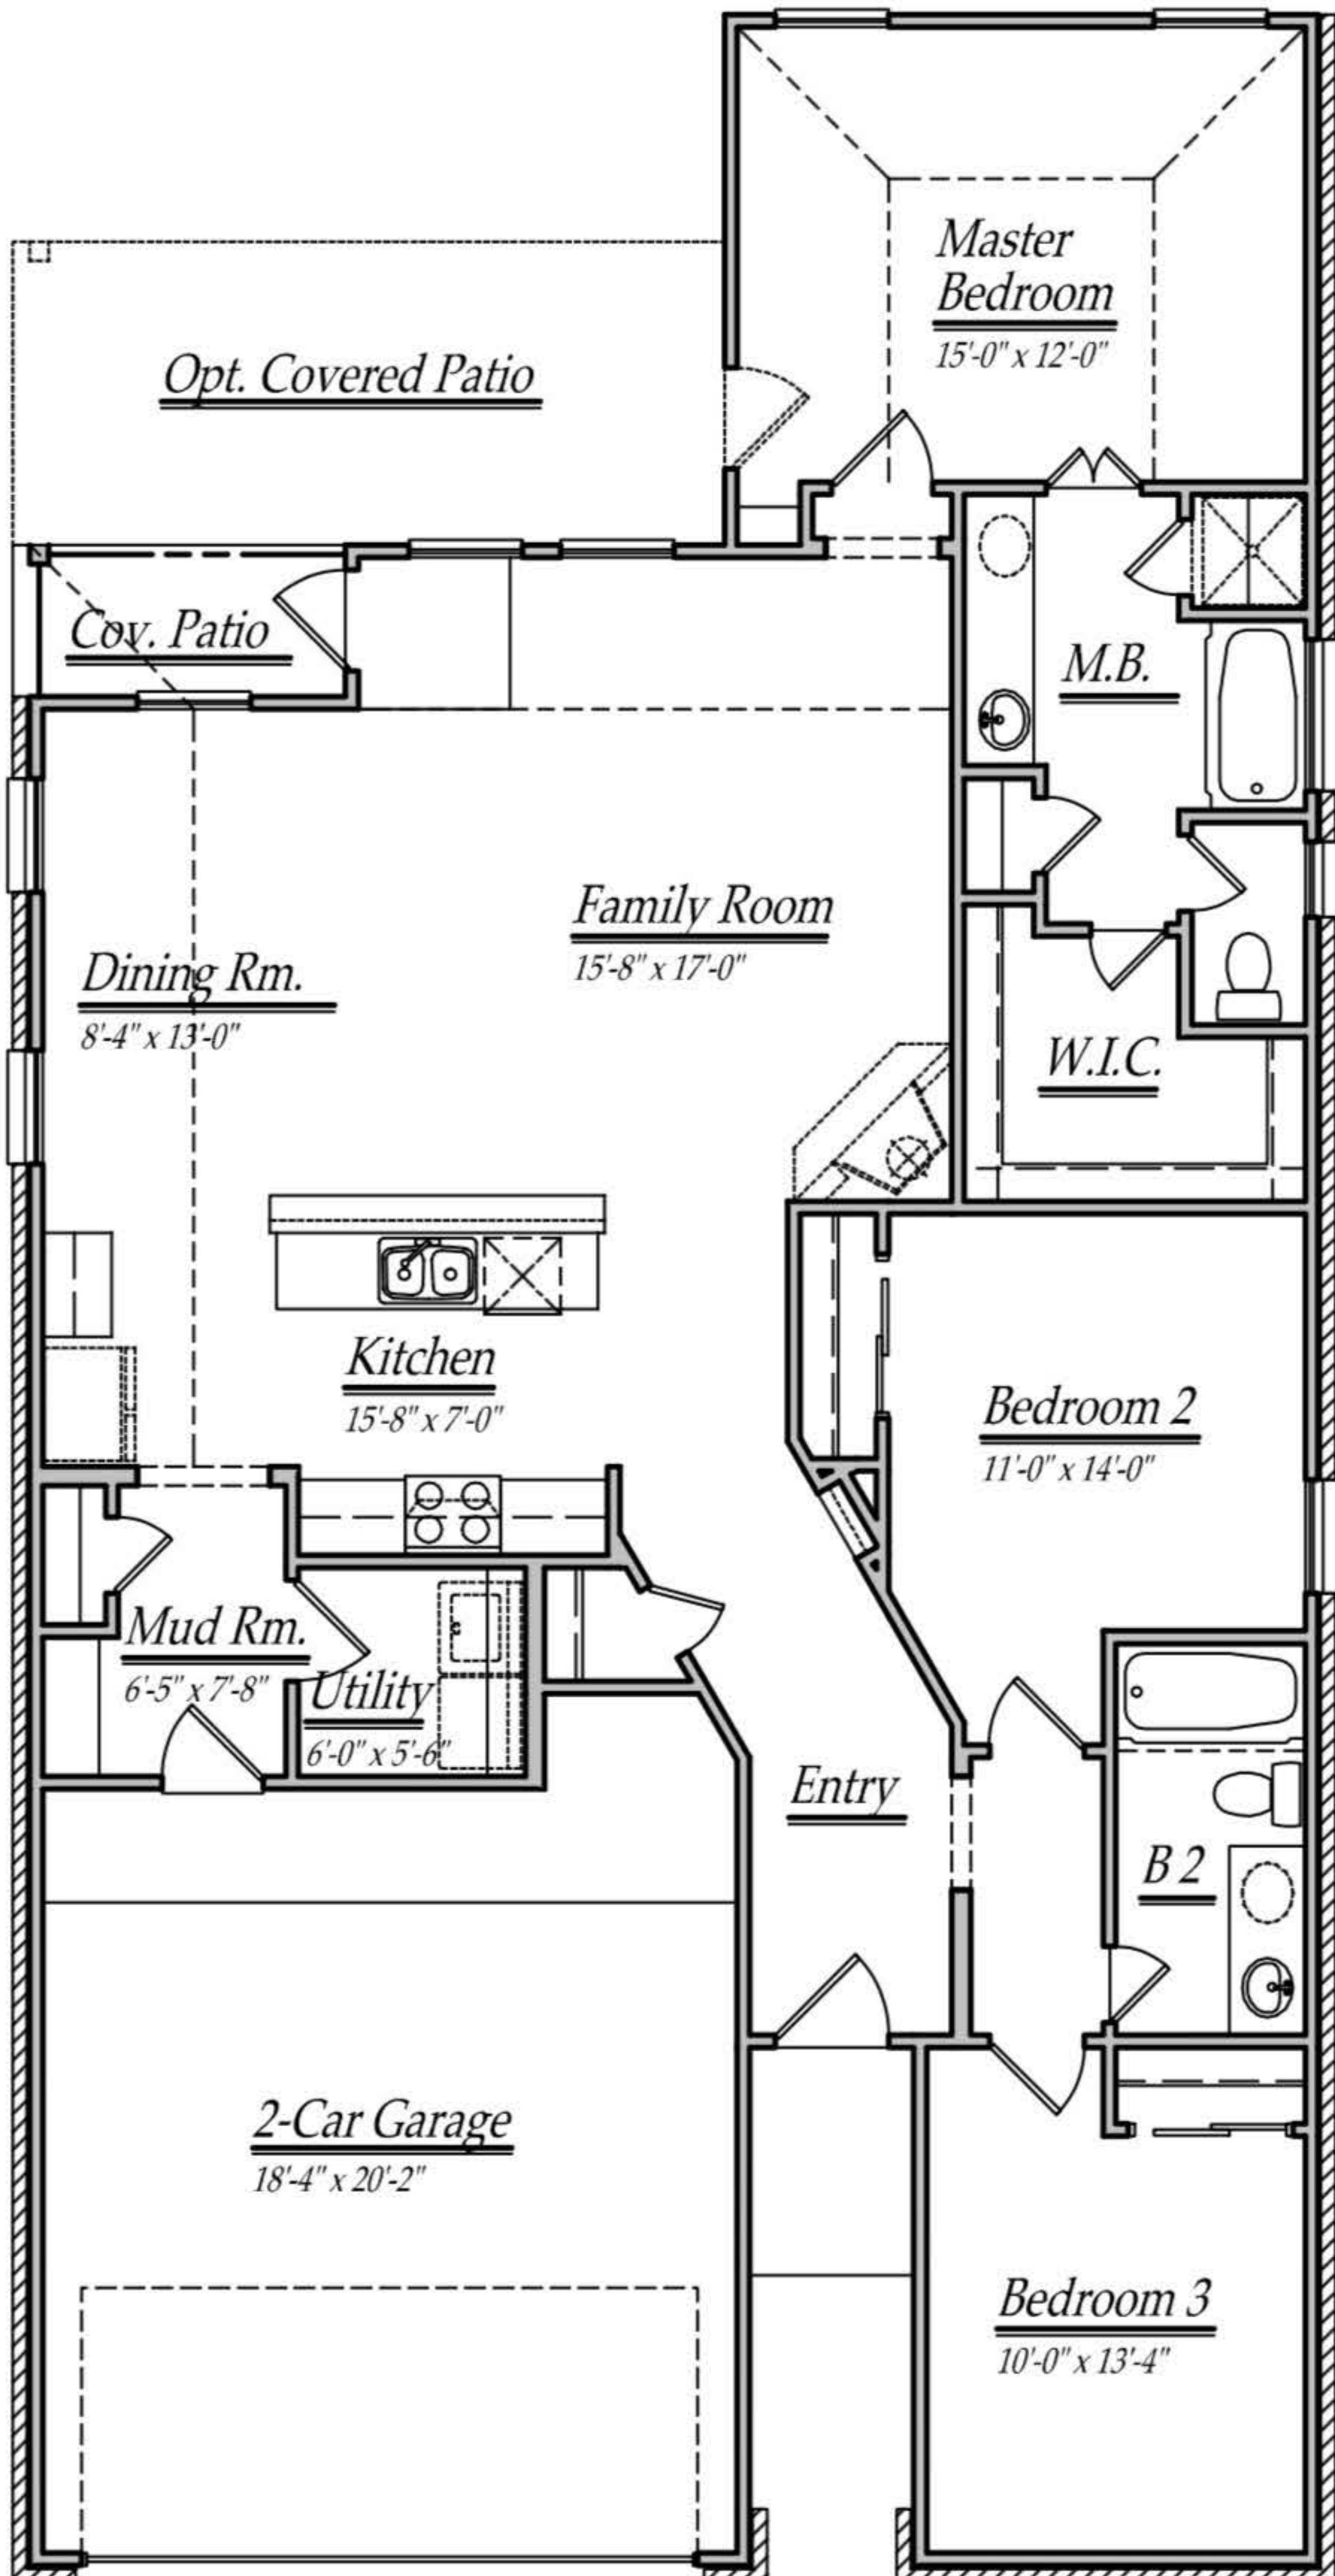 Master
Bedroom
15'-0" x 12'-0"
Opt. Covered Patio
Cov. Patio
M.B.
Family Room
15'-8" x 17'-0"
Dining Rm.
8'-4" x 13'-0"
W.I.C.
Kitchen
15'-8" x 7'-0"
Bedroom 2
11'-0" x 14'-0"
Mud Rm.
6'-5" x 7'-8"
Utility
6'-0" x 5'-6"
Entry
B 2
2-Car Garage
18'-4" x 20'-2"
Bedroom 3
10'-0" x 13'-4"